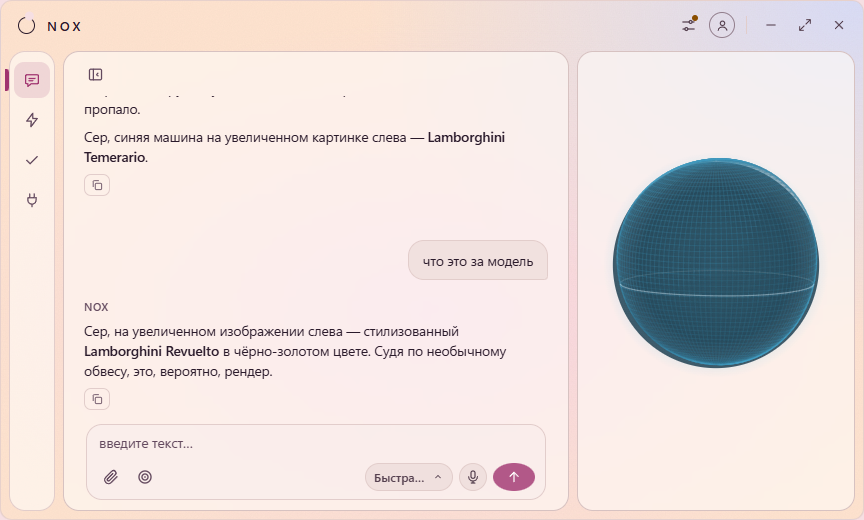 NOX
пропало.
Сер, синяя машина на увеличенном картинке слева — Lamborghini
Temerario.
что это за модель
NOX
Сер, на увеличенном изображении слева — стилизованный
Lamborghini Revuelto в чёрно-золотом цвете. Судя по необычному
обвесу, это, вероятно, рендер.
введите текст...
Быстра...